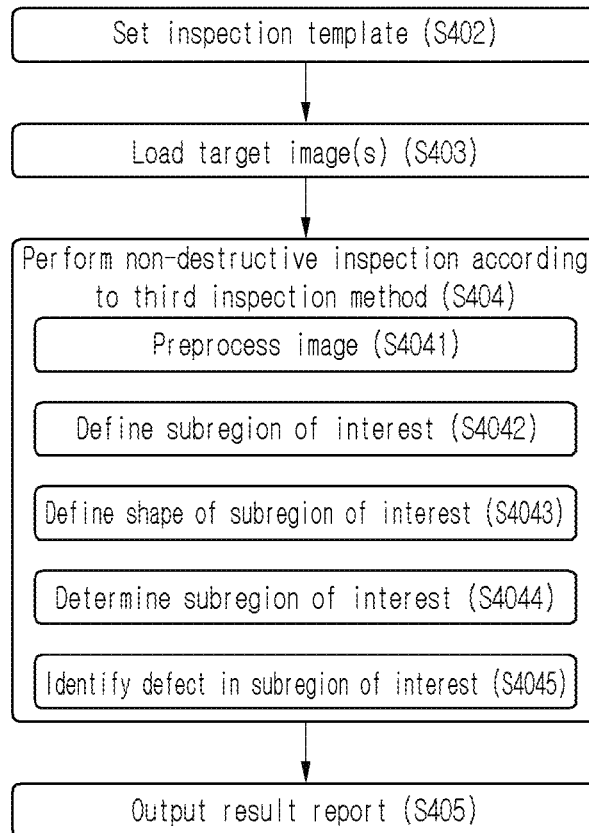 Set inspection template (S402)
Load target image(s) (S403)
Perform non-destructive inspection according
to third inspection method (S404)
Preprocess image (S4041)
Define subregion of interest (S4042)
Define shape of subregion of interest (S4043)
Determine subregion of interest (S4044)
Identify defect in subregion of interest (S4045)
Output result report (S405)